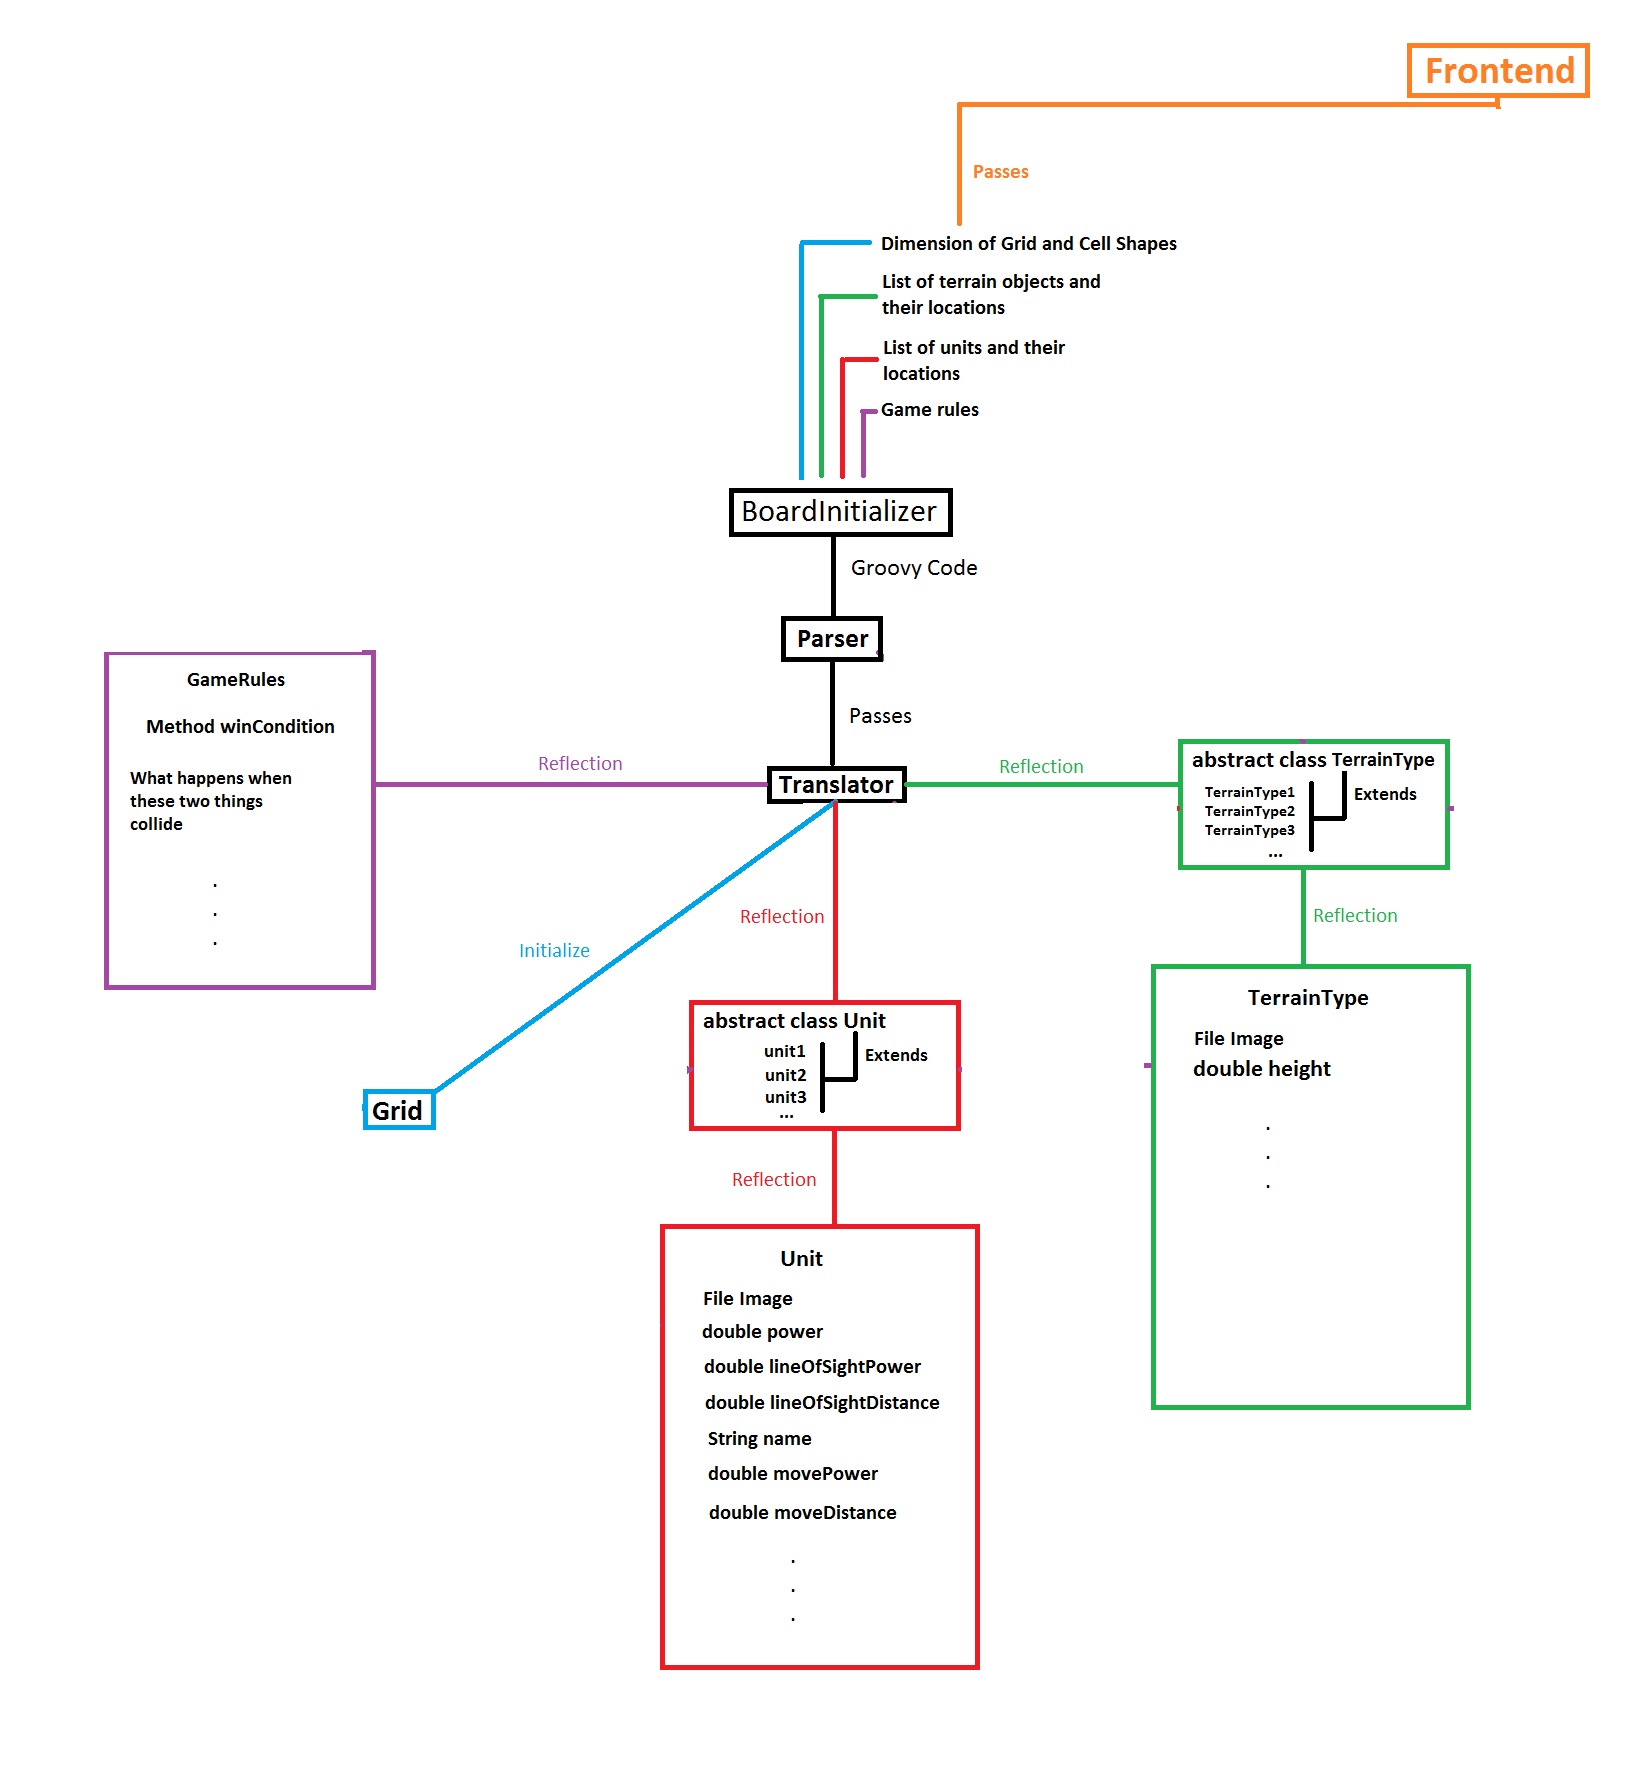 Frontend
Passes
Dimension of Grid and Cell Shapes
List of terrain objects and
their locations
List of units and their
locations
Game rules
BoardInitializer
Groovy Code
Parser
Passes
GameRules
Method winCondition
What happens when
these two things
collide
.
.
.
Reflection
Translator
Reflection
abstract class TerrainType
TerrainType1
TerrainType2
TerrainType3
...
Extends
Reflection
Initialize
Reflection
TerrainType
File Image
double height
.
.
.
abstract class Unit
unit1
unit2
unit3
...
Extends
Grid
Reflection
Unit
File Image
double power
double lineOfSightPower
double lineOfSightDistance
String name
double movePower
double moveDistance
.
.
.